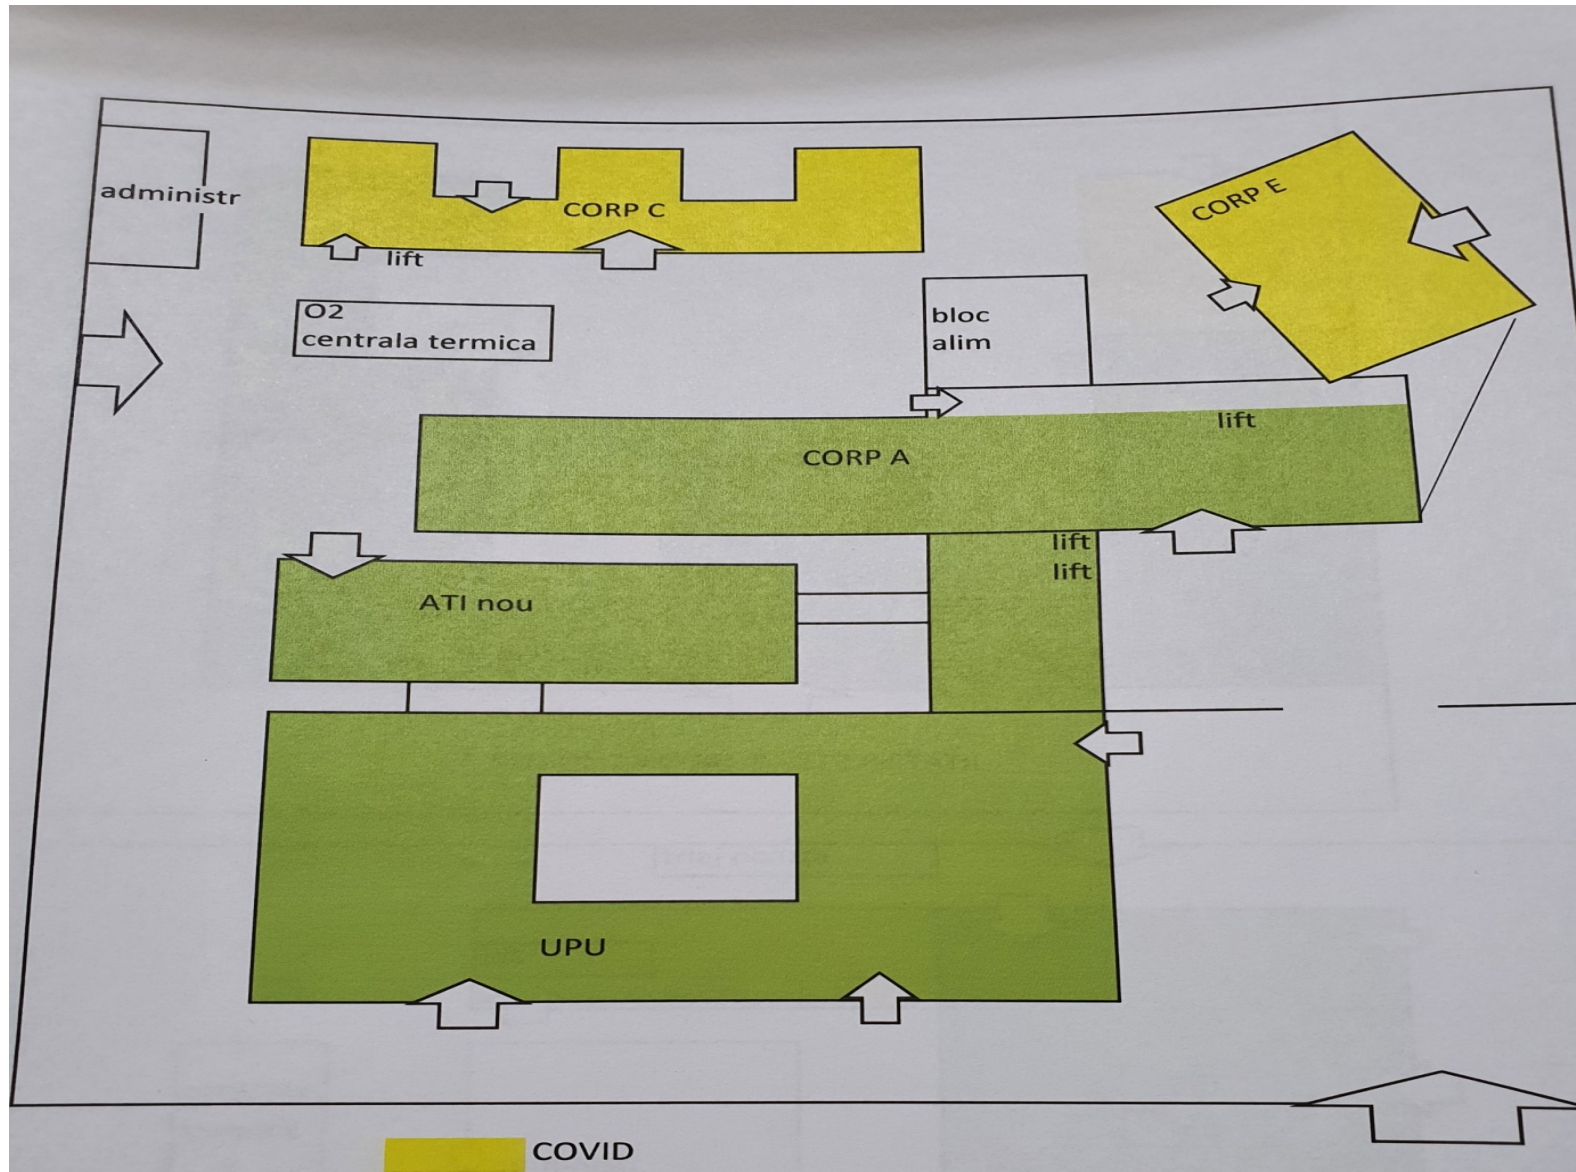 administr
CORP C
lift
CORP E
O2
centrala termica
bloc
alim
lift
CORP A
lift
lift
ATI nou
UPU
COVID